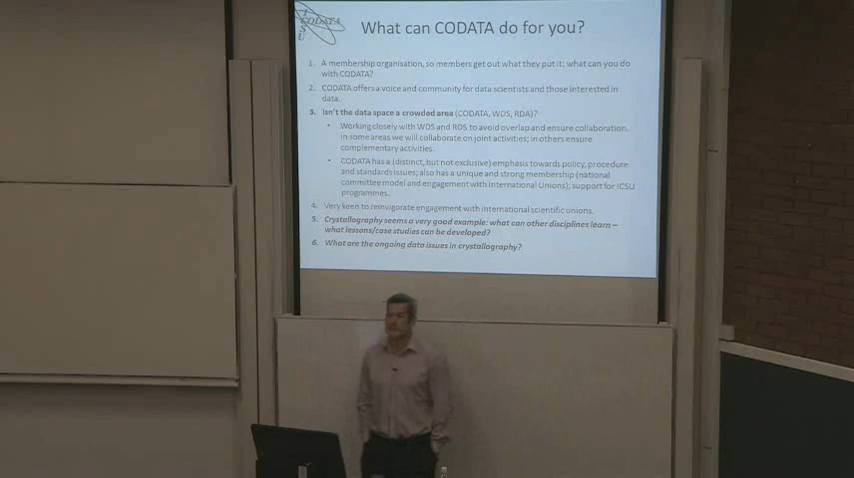 CODATA
What can CODATA do for you?
1. A membership organisation, so members get out what they put it: what can you do
with CODATA?
2. CODATA offers a voice and community for data scientists and those interested in
data.
3. Isn't the data space a crowded area (CODATA, WDS, RDA)?
• Working closely with WDS and RDS to avoid overlap and ensure collaboration.
In some areas we will collaborate on joint activities; in others ensure
complementary activities.
• CODATA has a (distinct, but not exclusive) emphasis towards policy, procedure
and standards issues; also has a unique and strong membership (national
committee model and engagement with International Unions); support for ICSU
programmes.
4. Very keen to reinvigorate engagement with international scientific unions.
5. Crystallography seems a very good example: what can other disciplines learn –
what lessons/case studies can be developed?
6. What are the ongoing data issues in crystallography?